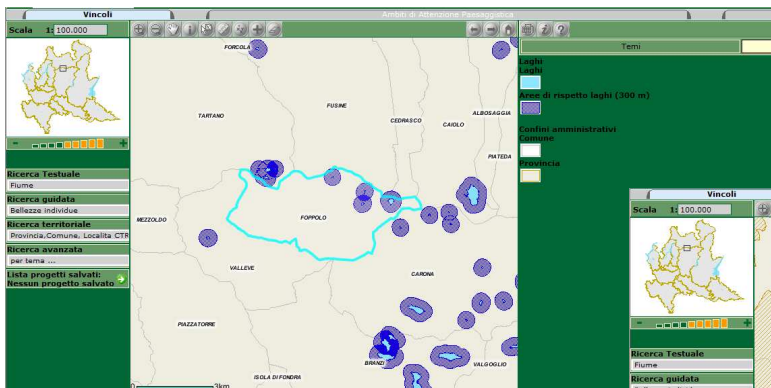 Vincoli
Ambiti di Attenzione Paesaggistica
Scala 1: 100.000
Ricerca Testuale
Fiume
Ricerca guidata
Bellezze individue
Ricerca territoriale
Provincia,Comune, Localita CTR
Ricerca avanzata
per tema ...
Lista progetti salvati:
Nessun progetto salvato
FORCOLA
TARTANO
FUSINE
CEDRASCO
CAIOLO
ALBOSAGGIA
PIATEDA
MEZZOLDO
FOPPOLO
VALLEVE
CARONA
PIAZZATORRE
BRANZI
VALGOGLIO
ISOLA DI FONDRA
0
3km
Temi
Laghi
Laghi
Aree di rispetto laghi (300 m)
Confini amministrativi
Comune
Provincia
Vincoli
Scala 1: 100.000
Ricerca Testuale
Fiume
Ricerca guidata